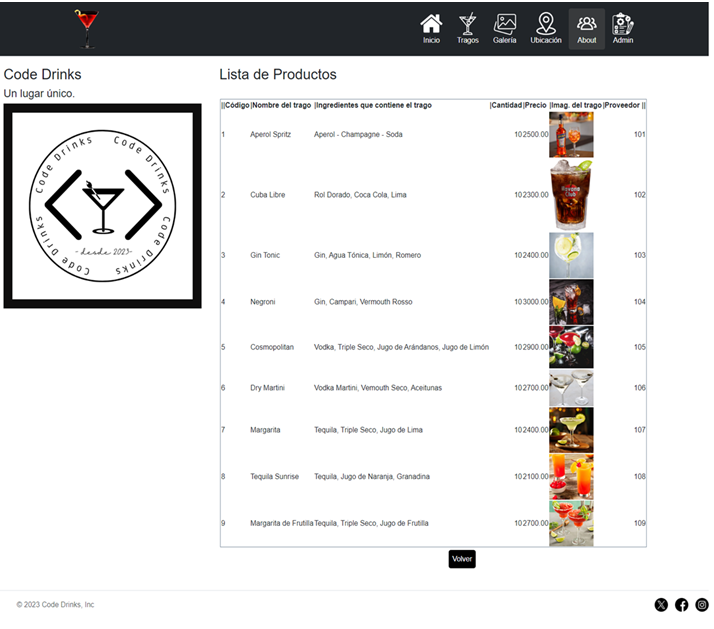 Inicio
Tragos
Galería
Ubicación
About
Admin
Code Drinks
Un lugar único.
Code Drinks Code Drinks
Code Drinks Code Drinks
- desde 2023-
Lista de Productos
||Código|Nombre del trago |Ingredientes que contiene el trago |Cantidad|Precio |Imag. del trago|Proveedor ||
1 Aperol Spritz Aperol - Champagne - Soda 10 2500.00 101
2 Cuba Libre Rol Dorado, Coca Cola, Lima 10 2300.00 102
3 Gin Tonic Gin, Agua Tónica, Limón, Romero 10 2400.00 103
4 Negroni Gin, Campari, Vermouth Rosso 10 3000.00 104
5 Cosmopolitan Vodka, Triple Seco, Jugo de Arándanos, Jugo de Limón 10 2900.00 105
6 Dry Martini Vodka Martini, Vemouth Seco, Aceitunas 10 2700.00 106
7 Margarita Tequila, Triple Seco, Jugo de Lima 10 2400.00 107
8 Tequila Sunrise Tequila, Jugo de Naranja, Granadina 10 2100.00 108
9 Margarita de Frutilla Tequila, Triple Seco, Jugo de Frutilla 10 2700.00 109
Volver
© 2023 Code Drinks, Inc